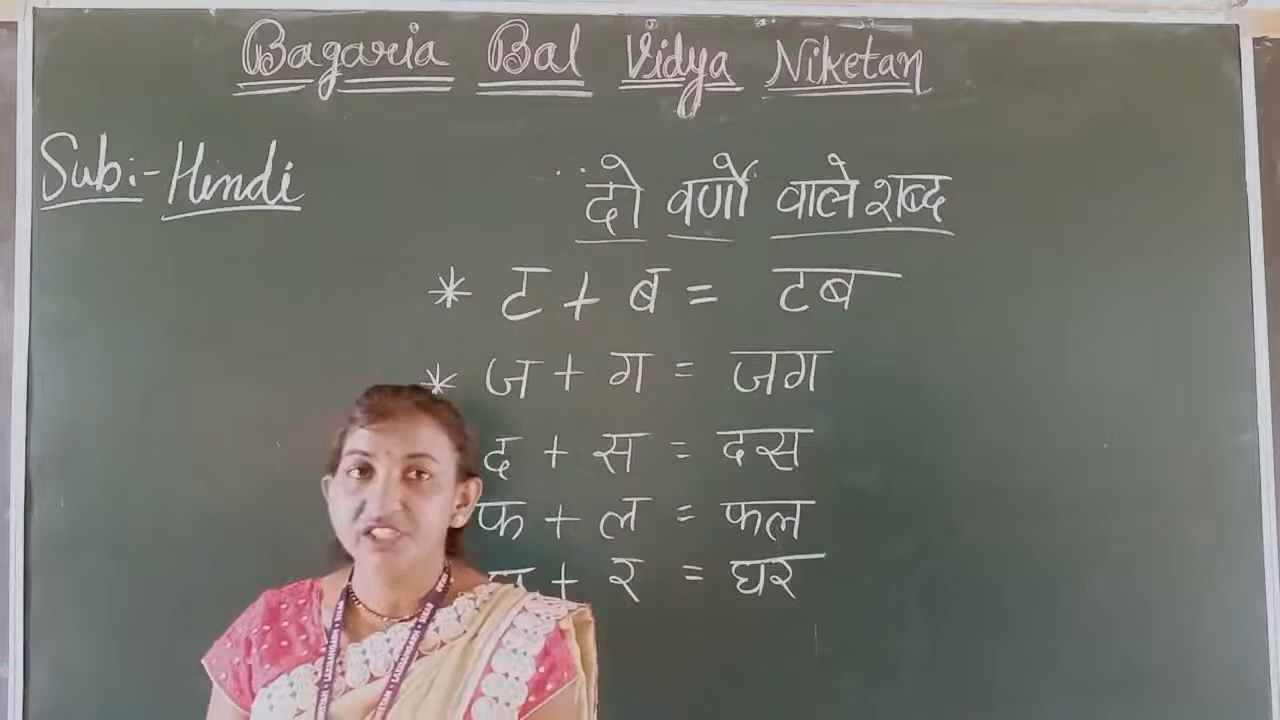 Bagaria Bal Vidya Niketan
Sub:- Hindi
दो वर्णों वाले शब्द
* ट + ब = टब
* ज + ग = जग
द + स = दस
फ + ल = फल
+ र = घर